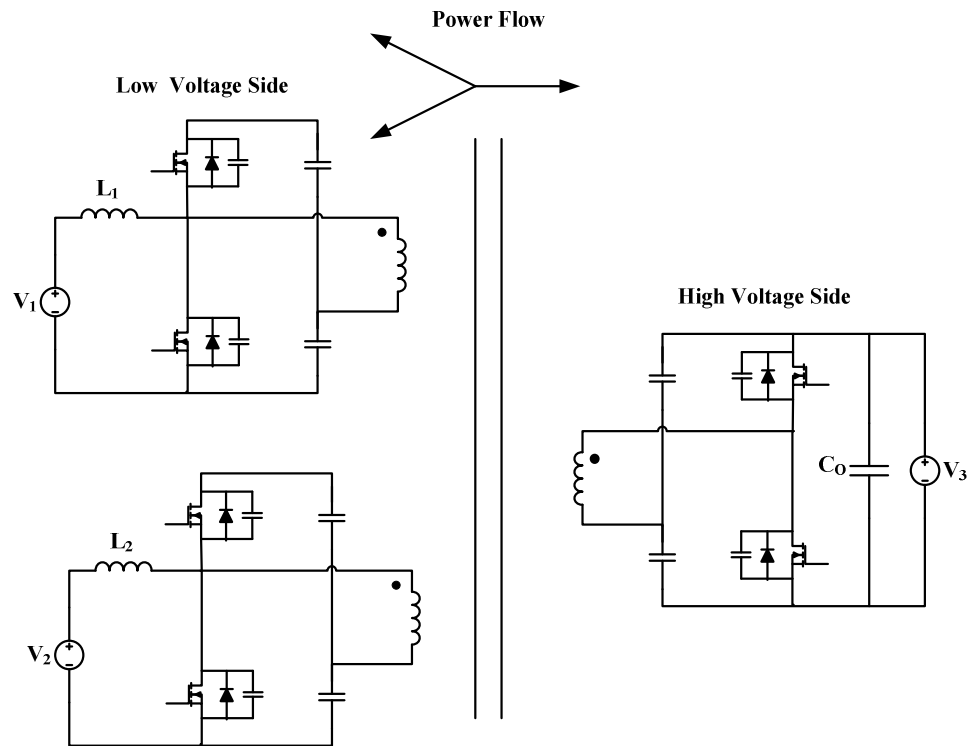 Power Flow
Low Voltage Side
L1
V1
+
-
High Voltage Side
L2
V2
+
-
CO
+
-
V3